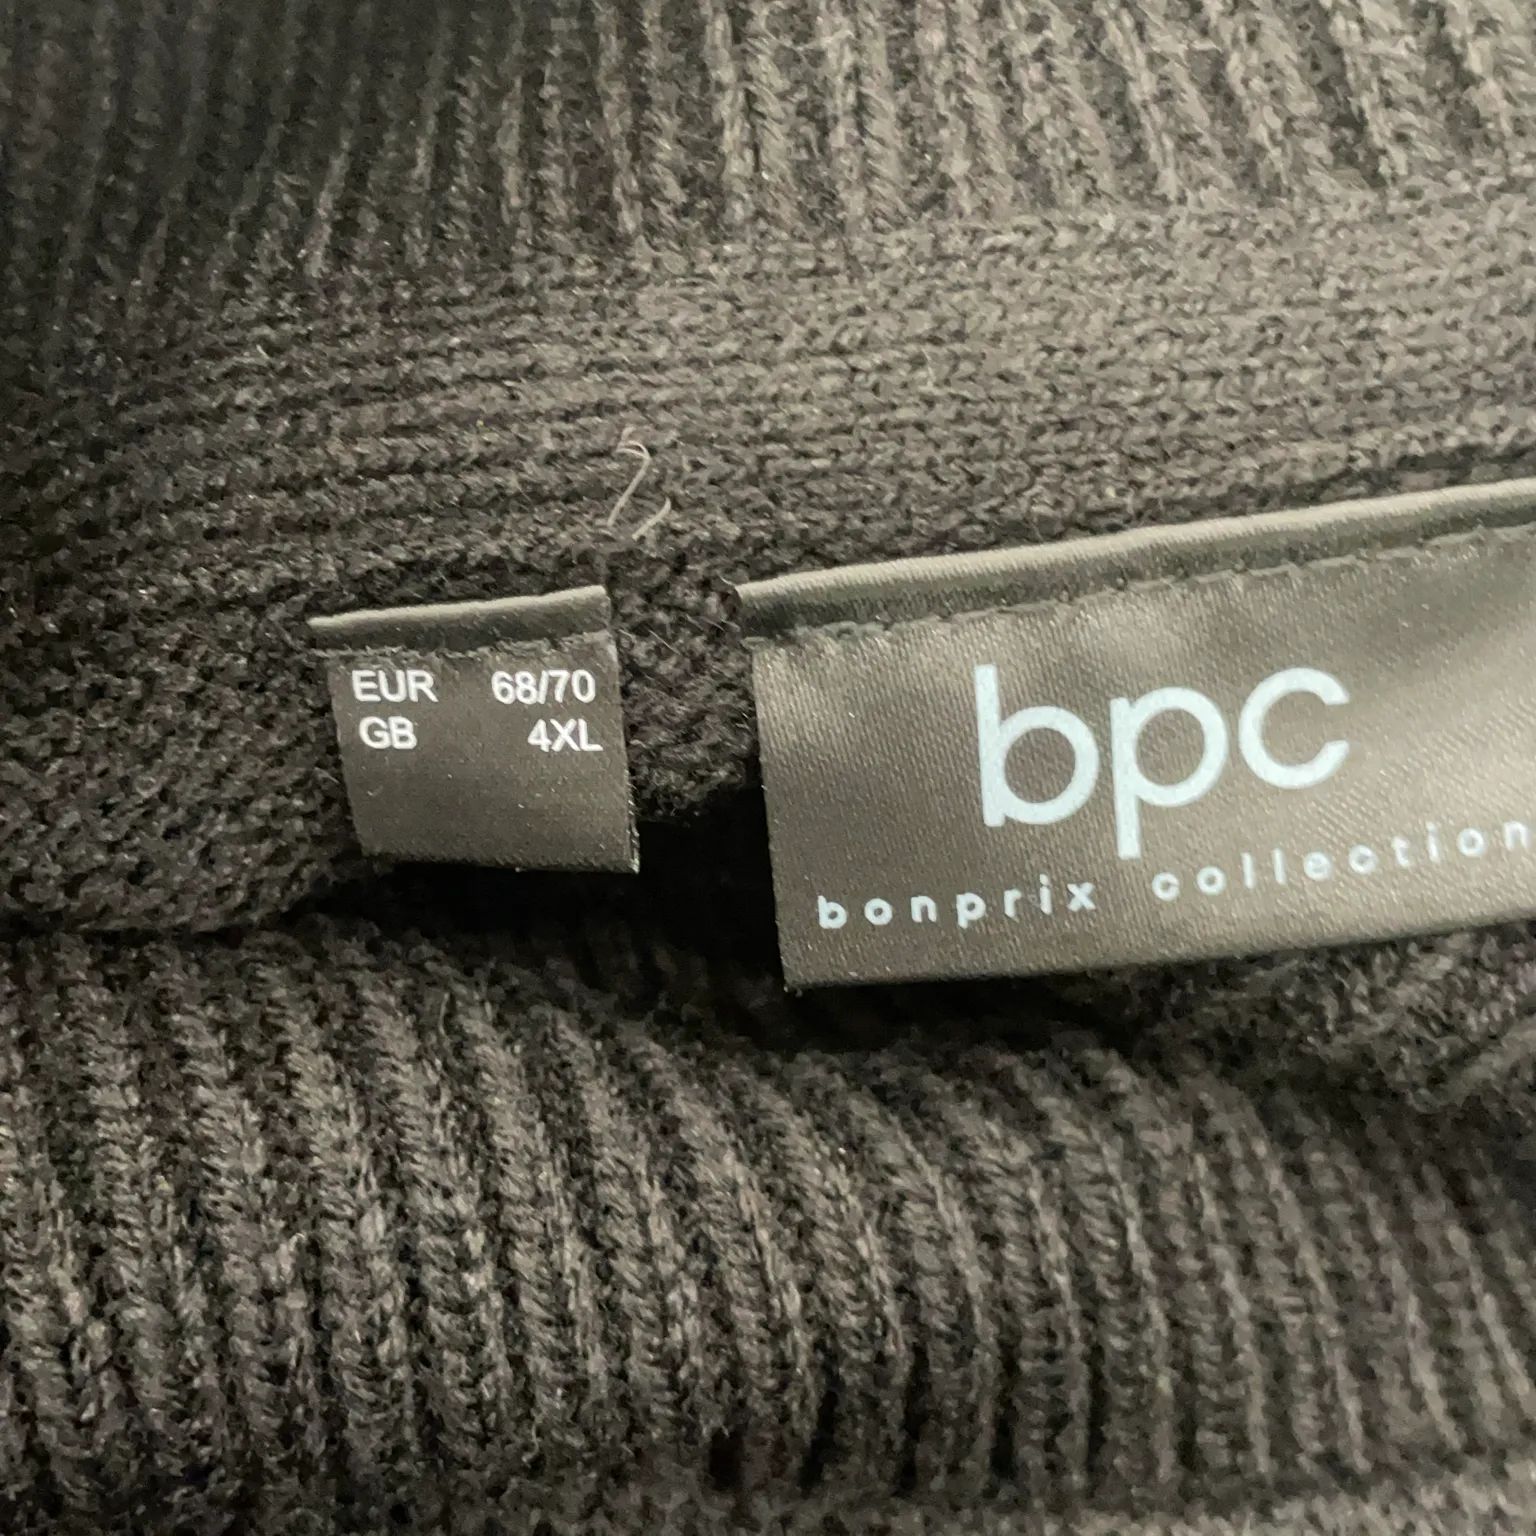 EUR 68/70
GB 4XL
bpc
bonprix collection